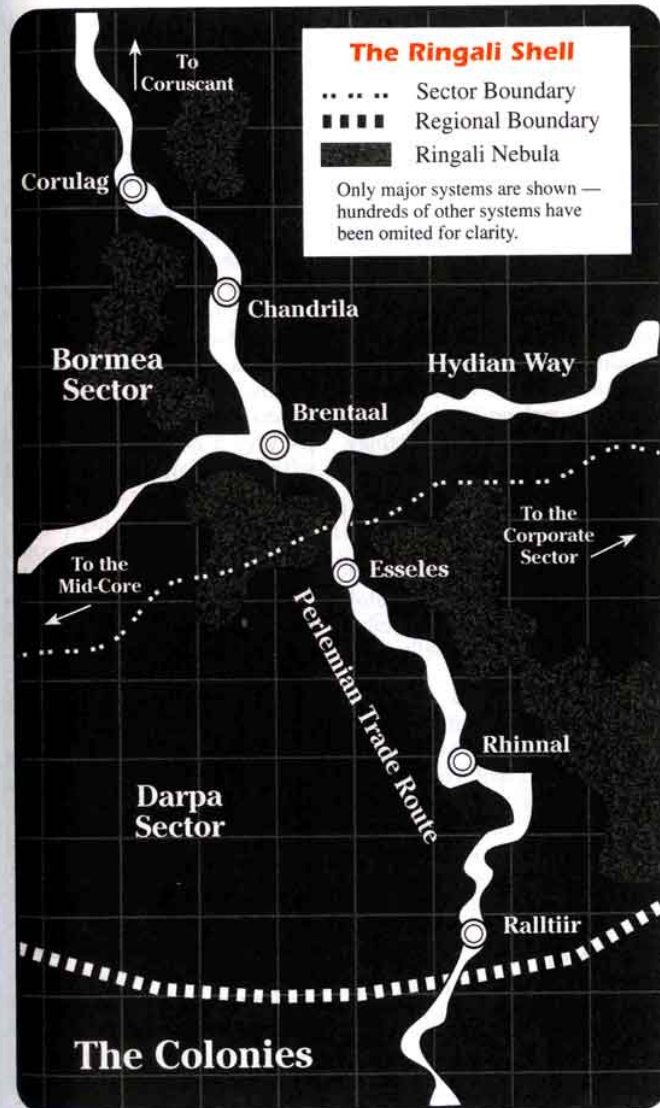 The Ringali Shell
Sector Boundary
Regional Boundary
Ringali Nebula
Only major systems are shown —
hundreds of other systems have
been omited for clarity.
To
Coruscant
Corulag
Chandrila
Bormea
Sector
Hydian Way
Brentaal
To the
Mid-Core
To the
Corporate
Sector
Esseles
Perlemian Trade Route
Rhinnal
Darpa
Sector
Ralltiir
The Colonies